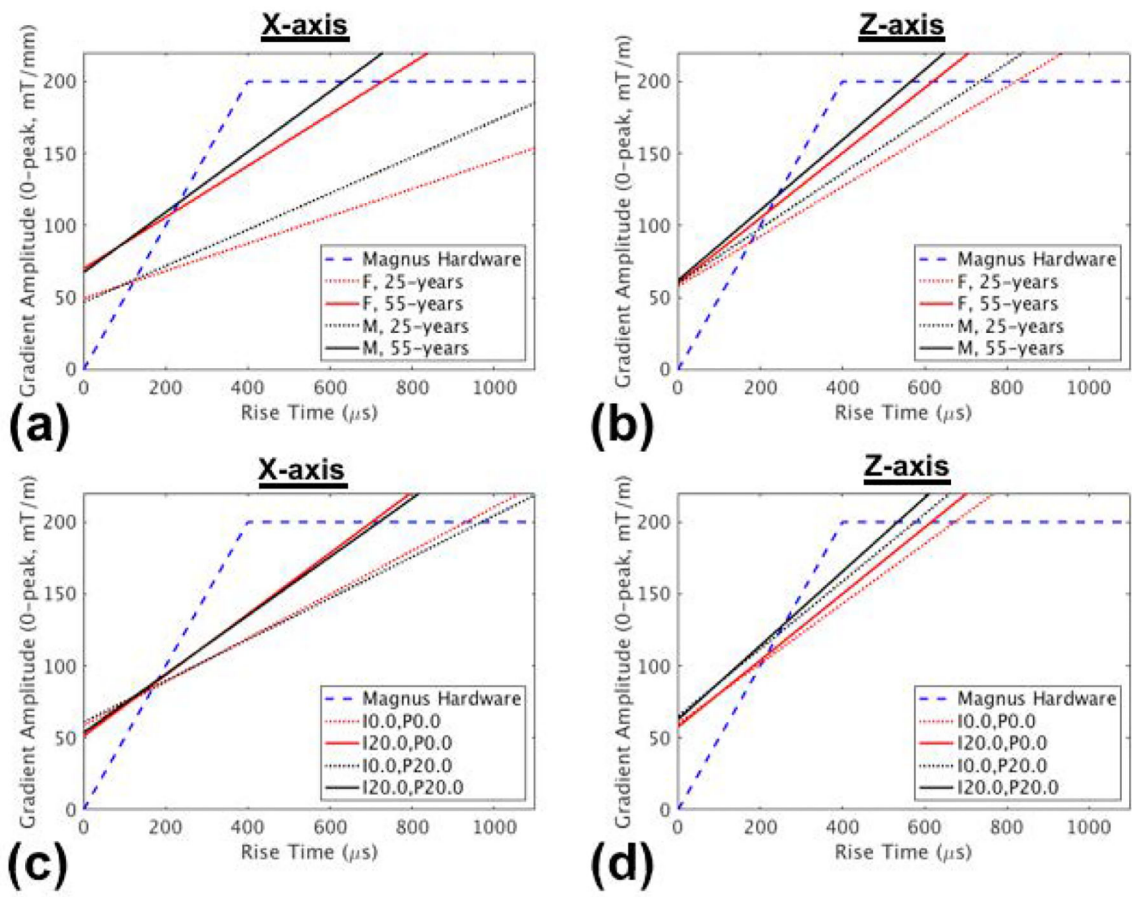 X-axis
Gradient Amplitude (0-peak, mT/mm)
200
150
100
50
0
0 200 400 600 800 1000
Rise Time (μs)
Magnus Hardware
F, 25-years
F, 55-years
M, 25-years
M, 55-years
(a)
Z-axis
Gradient Amplitude (0-peak, mT/m)
200
150
100
50
0
0 200 400 600 800 1000
Rise Time (μs)
Magnus Hardware
F, 25-years
F, 55-years
M, 25-years
M, 55-years
(b)
X-axis
Gradient Amplitude (0-peak, mT/m)
200
150
100
50
0
0 200 400 600 800 1000
Rise Time (μs)
Magnus Hardware
I0.0,P0.0
I20.0,P0.0
I0.0,P20.0
I20.0,P20.0
(c)
Z-axis
Gradient Amplitude (0-peak, mT/m)
200
150
100
50
0
0 200 400 600 800 1000
Rise Time (μs)
Magnus Hardware
I0.0,P0.0
I20.0,P0.0
I0.0,P20.0
I20.0,P20.0
(d)